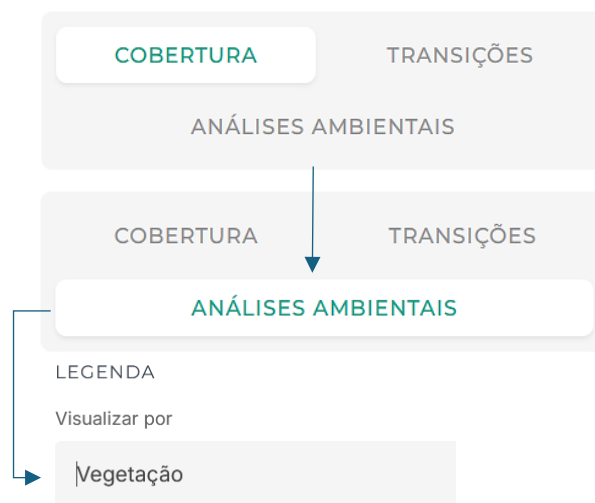 COBERTURA TRANSIÇÕES
ANÁLISES AMBIENTAIS
COBERTURA TRANSIÇÕES
ANÁLISES AMBIENTAIS
LEGENDA
Visualizar por
Vegetação